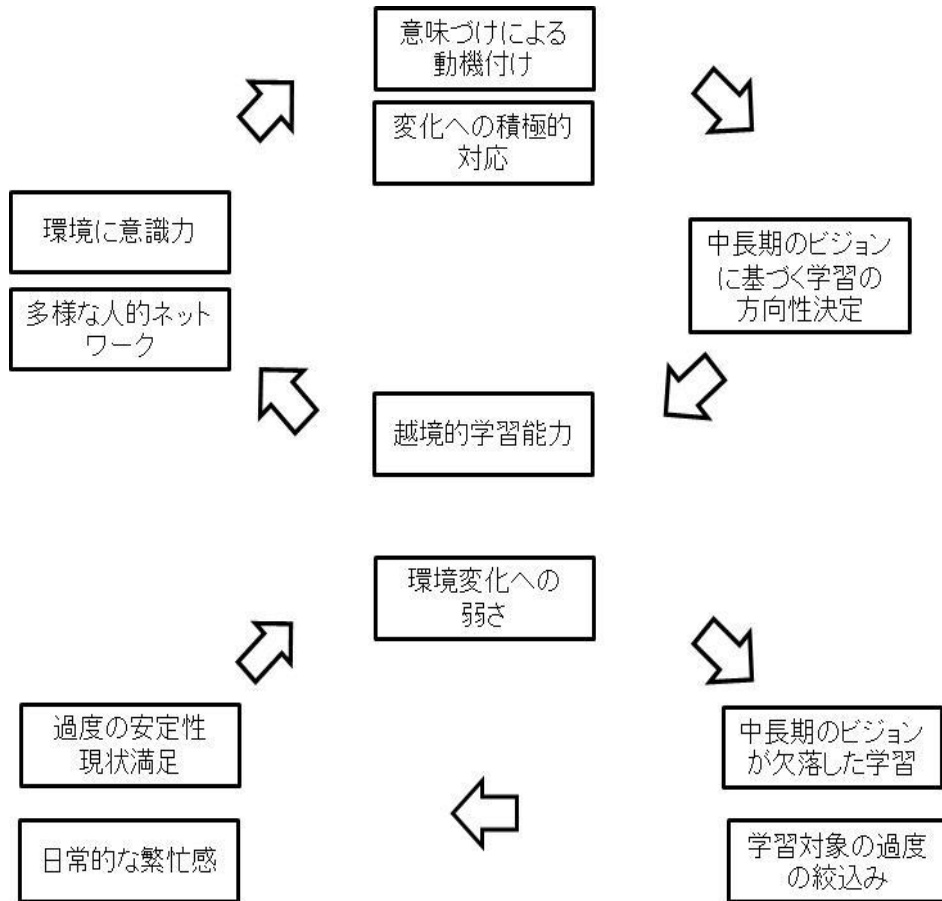 意味づけによる
動機付け
変化への積極的
対応
環境に意識力
多様な人的ネット
ワーク
中長期のビジョン
に基づく学習の
方向性決定
越境的学習能力
環境変化への
弱さ
過度の安定性
現状満足
日常的な繁忙感
中長期のビジョン
が欠落した学習
学習対象の過度
の絞込み